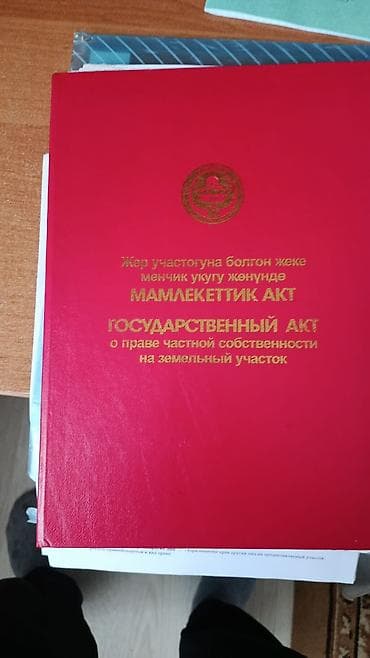 Жер участогуна болгон жеке
менчик укугу жөнүндө
МАМЛЕКЕТТИК АКТ
ГОСУДАРСТВЕННЫЙ АКТ
о праве частной собственности
на земельный участок